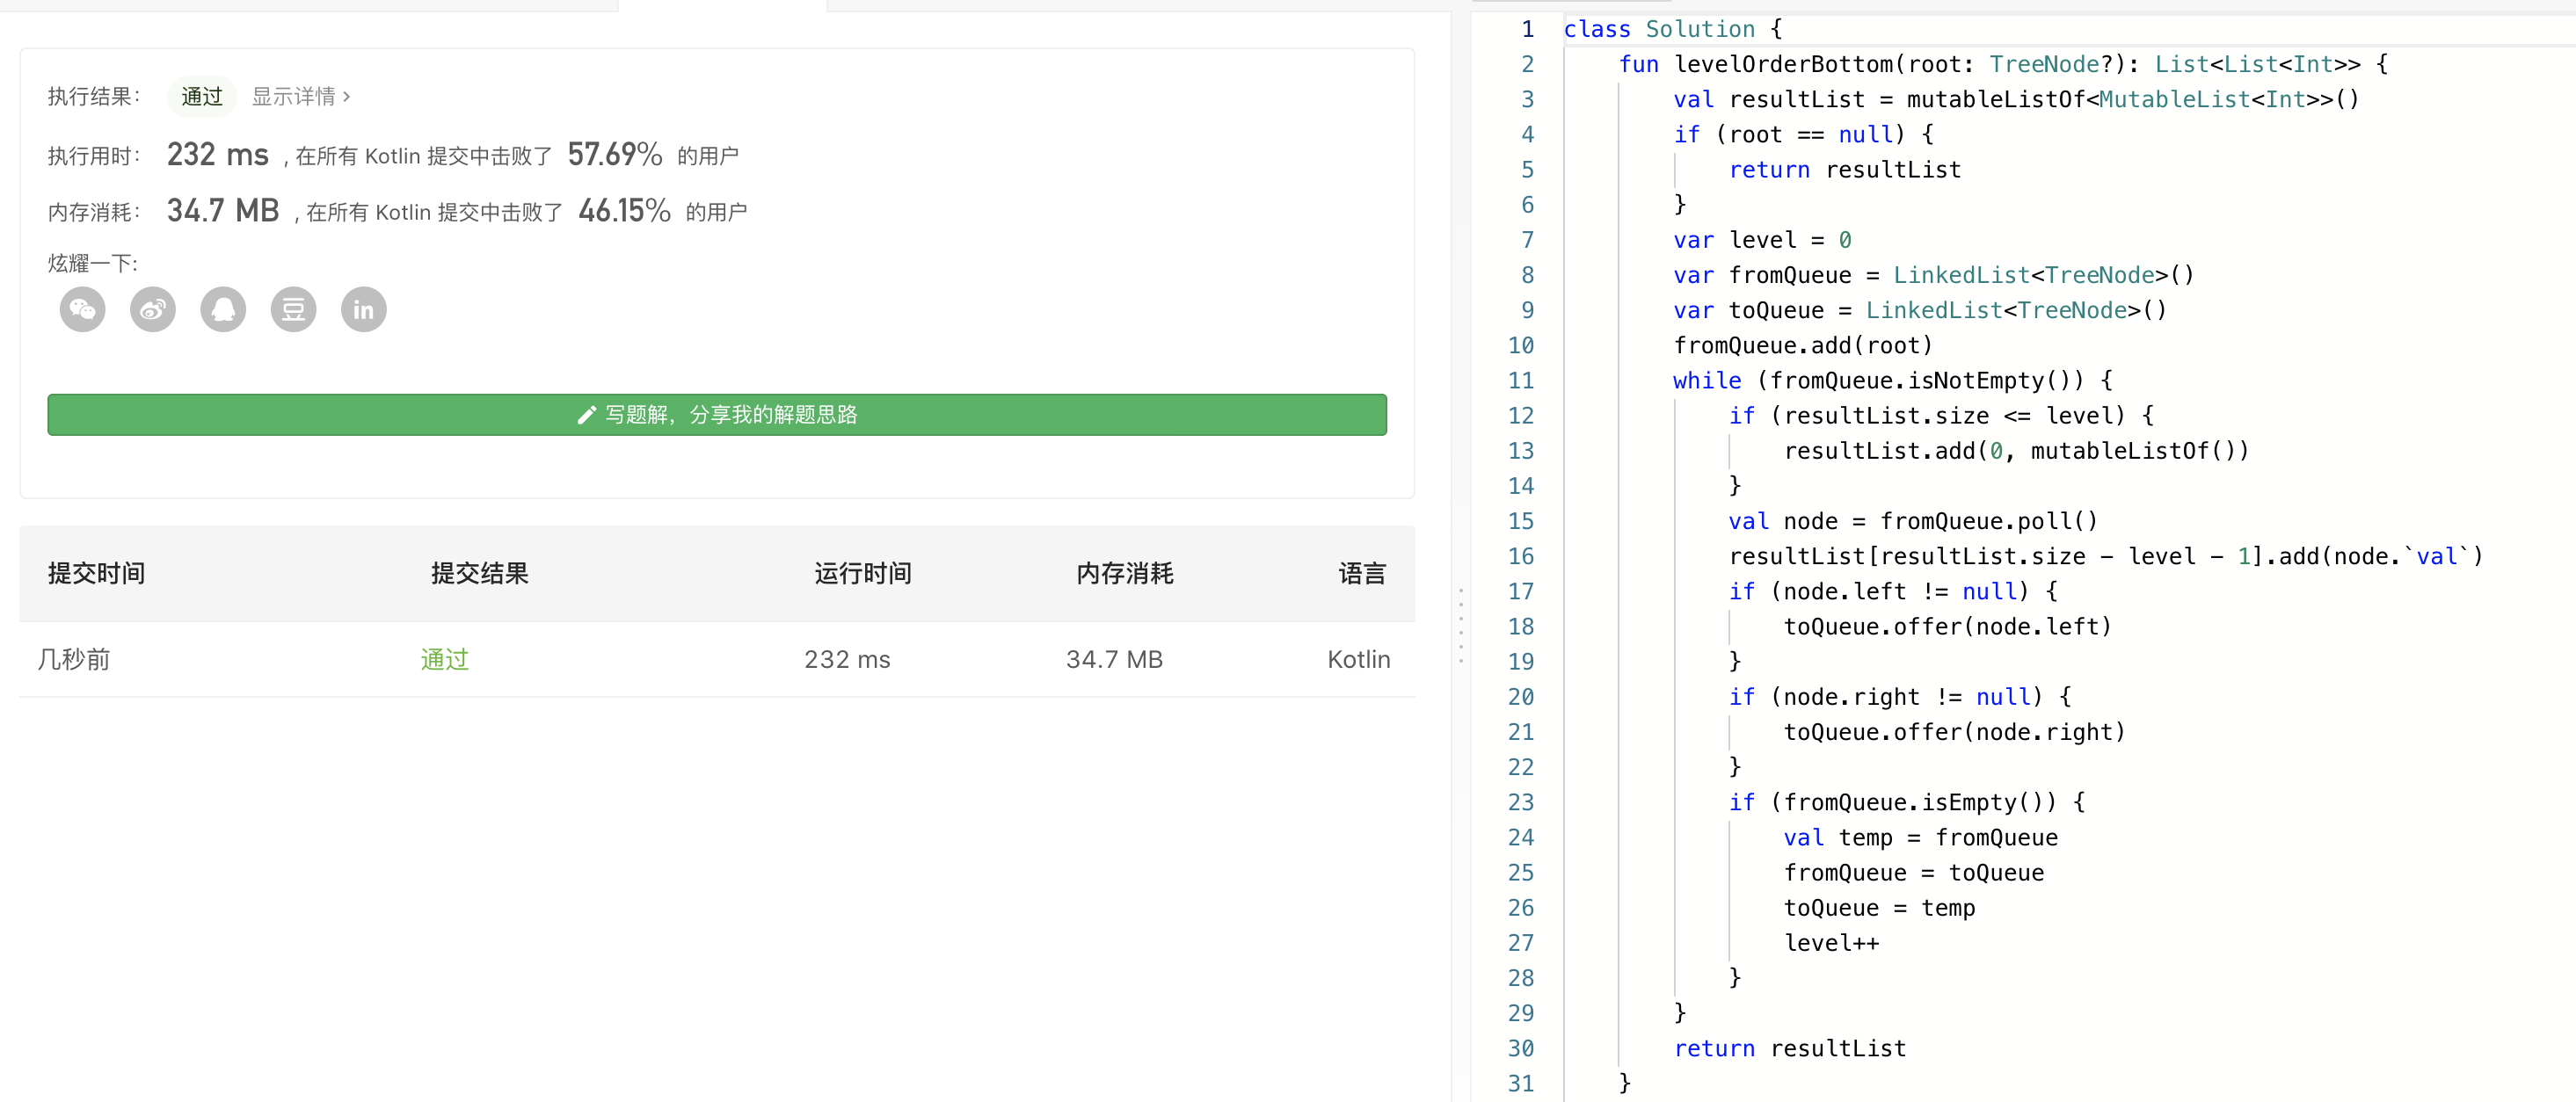 执行结果： 通过 显示详情 >
执行用时： 232 ms , 在所有 Kotlin 提交中击败了 57.69% 的用户
内存消耗： 34.7 MB , 在所有 Kotlin 提交中击败了 46.15% 的用户
炫耀一下:
豆 in
写题解，分享我的解题思路
提交时间 提交结果 运行时间 内存消耗 语言
几秒前 通过 232 ms 34.7 MB Kotlin
1 class Solution {
2     fun levelOrderBottom(root: TreeNode?): List<List<Int>> {
3         val resultList = mutableListOf<MutableList<Int>>()
4         if (root == null) {
5             return resultList
6         }
7         var level = 0
8         var fromQueue = LinkedList<TreeNode>()
9         var toQueue = LinkedList<TreeNode>()
10         fromQueue.add(root)
11         while (fromQueue.isNotEmpty()) {
12             if (resultList.size <= level) {
13                 resultList.add(0, mutableListOf())
14             }
15             val node = fromQueue.poll()
16             resultList[resultList.size - level - 1].add(node.`val`)
17             if (node.left != null) {
18                 toQueue.offer(node.left)
19             }
20             if (node.right != null) {
21                 toQueue.offer(node.right)
22             }
23             if (fromQueue.isEmpty()) {
24                 val temp = fromQueue
25                 fromQueue = toQueue
26                 toQueue = temp
27                 level++
28             }
29         }
30         return resultList
31     }